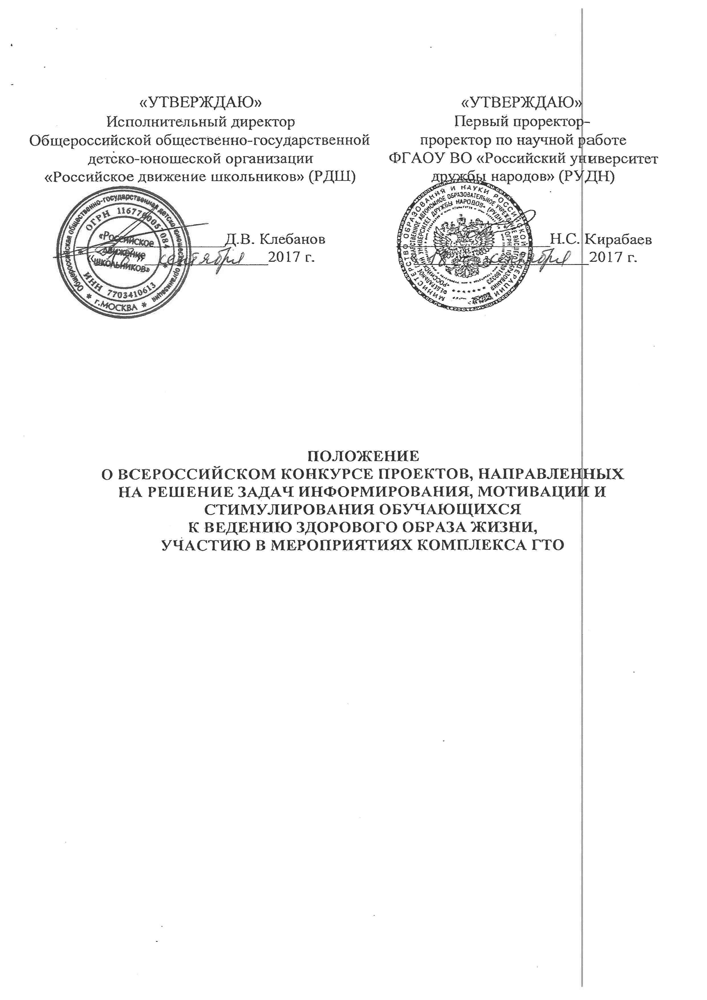 «УТВЕРЖДАЮ»
Исполнительный директор
Общероссийской общественно-государственной
детско-юношеской организации
«Российское движение школьников» (РДШ)
Д.В. Клебанов
18 сентября 2017 г.
Общероссийская общественно-государственная детско-юношеская организация
ОГРН 1167700057084
«Российское
движение
школьников»
ИНН 7703410613
г.МОСКВА
«УТВЕРЖДАЮ»
Первый проректор-
проректор по научной работе
ФГАОУ ВО «Российский университет
дружбы народов» (РУДН)
Н.С. Кирабаев
18 сентября 2017 г.
МИНИСТЕРСТВО ОБРАЗОВАНИЯ И НАУКИ РОССИЙСКОЙ ФЕДЕРАЦИИ
ФЕДЕРАЛЬНОЕ ГОСУДАРСТВЕННОЕ АВТОНОМНОЕ ОБРАЗОВАТЕЛЬНОЕ УЧРЕЖДЕНИЕ ВЫСШЕГО ОБРАЗОВАНИЯ
«РОССИЙСКИЙ УНИВЕРСИТЕТ ДРУЖБЫ НАРОДОВ» (РУДН) ОГРН
ПОЛОЖЕНИЕ
О ВСЕРОССИЙСКОМ КОНКУРСЕ ПРОЕКТОВ, НАПРАВЛЕННЫХ
НА РЕШЕНИЕ ЗАДАЧ ИНФОРМИРОВАНИЯ, МОТИВАЦИИ И
СТИМУЛИРОВАНИЯ ОБУЧАЮЩИХСЯ
К ВЕДЕНИЮ ЗДОРОВОГО ОБРАЗА ЖИЗНИ,
УЧАСТИЮ В МЕРОПРИЯТИЯХ КОМПЛЕКСА ГТО